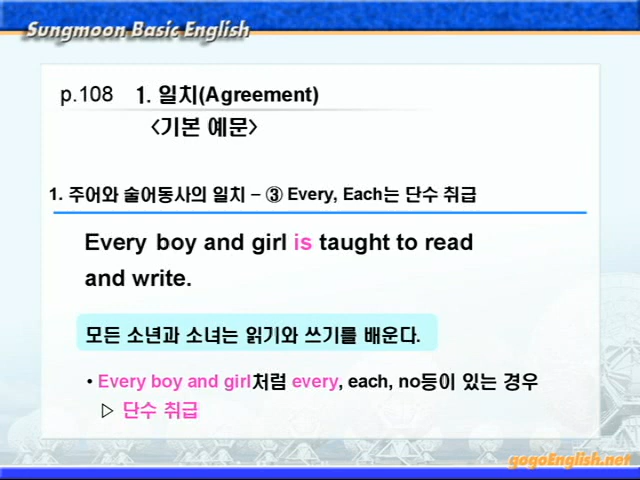 Sungmoon Basic English
p.108 1. 일치(Agreement)
<기본 예문>
1. 주어와 술어동사의 일치 – ③ Every, Each는 단수 취급
Every boy and girl is taught to read
and write.
모든 소년과 소녀는 읽기와 쓰기를 배운다.
• Every boy and girl처럼 every, each, no등이 있는 경우
▷ 단수 취급
gogoEnglish.net